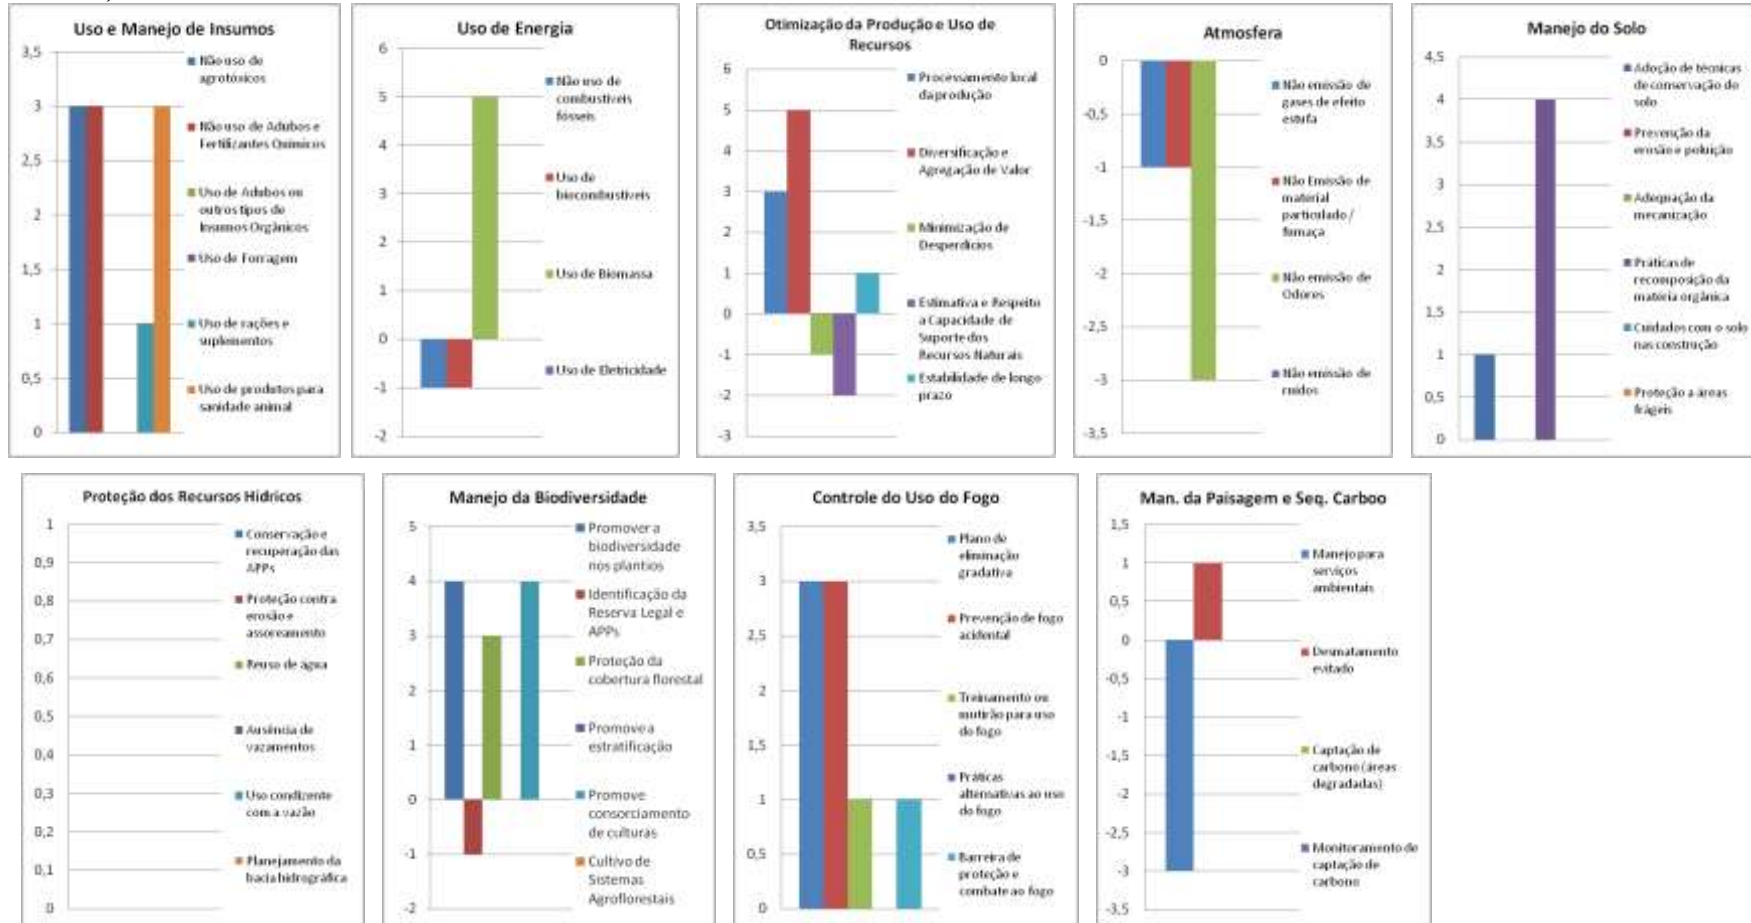 Uso e Manejo de Insumos
3,5
3
2,5
2
1,5
1
0,5
0
Não uso de
agrotóxicos
Não uso de Adubos e
Fertilizantes Químicos
Uso de Adubos ou
outros tipos de
Insumos Orgânicos
Uso de Forragem
Uso de rações e
suplementos
Uso de produtos para
sanidade animal
Uso de Energia
6
5
4
3
2
1
0
-1
-2
Não uso de
combustíveis
fósseis
Uso de
biocombustíveis
Uso de Biomassa
Uso de Eletricidade
Otimização da Produção e Uso de
Recursos
6
5
4
3
2
1
0
-1
-2
-3
Processamento local
da produção
Diversificação e
Agregação de Valor
Minimização de
Desperdícios
Estimativa e Respeito
a Capacidade de
Suporte dos
Recursos Naturais
Estabilidade de longo
prazo
Atmosfera
0
-0,5
-1
-1,5
-2
-2,5
-3
-3,5
Não emissão de
gases de efeito
estufa
Não Emissão de
material
particulado /
fumaça
Não emissão de
Odores
Não emissão de
ruídos
Manejo do Solo
4,5
4
3,5
3
2,5
2
1,5
1
0,5
0
Adoção de técnicas
de conservação do
solo
Prevenção da
erosão e poluição
Adequação da
mecanização
Práticas de
recomposição da
matéria orgânica
Cuidados com o solo
nas construção
Proteção a áreas
frágeis
Proteção dos Recursos Hídricos
1
0,9
0,8
0,7
0,6
0,5
0,4
0,3
0,2
0,1
0
Conservação e
recuperação das
APPs
Proteção contra
erosão e
assoreamento
Reuso de água
Ausência de
vazamentos
Uso condizente
com a vazão
Planejamento da
bacia hidrográfica
Manejo da Biodiversidade
5
4
3
2
1
0
-1
-2
Promover a
biodiversidade
nos plantios
Identificação da
Reserva Legal e
APPs
Proteção da
cobertura florestal
Promove a
estratificação
Promove
consorciamento
de culturas
Cultivo de
Sistemas
Agroflorestais
Controle do Uso do Fogo
3,5
3
2,5
2
1,5
1
0,5
0
Plano de
eliminação
gradativa
Prevenção de fogo
acidental
Treinamento ou
mutirão para uso
do fogo
Práticas
alternativas ao uso
do fogo
Barreira de
proteção e
combate ao fogo
Man. da Paisagem e Seq. Carboo
1,5
1
0,5
0
-0,5
-1
-1,5
-2
-2,5
-3
-3,5
Manejo para
serviços
ambientais
Desmatamento
evitado
Captação de
carbono (áreas
degradadas)
Monitoramento de
captação de
carbono